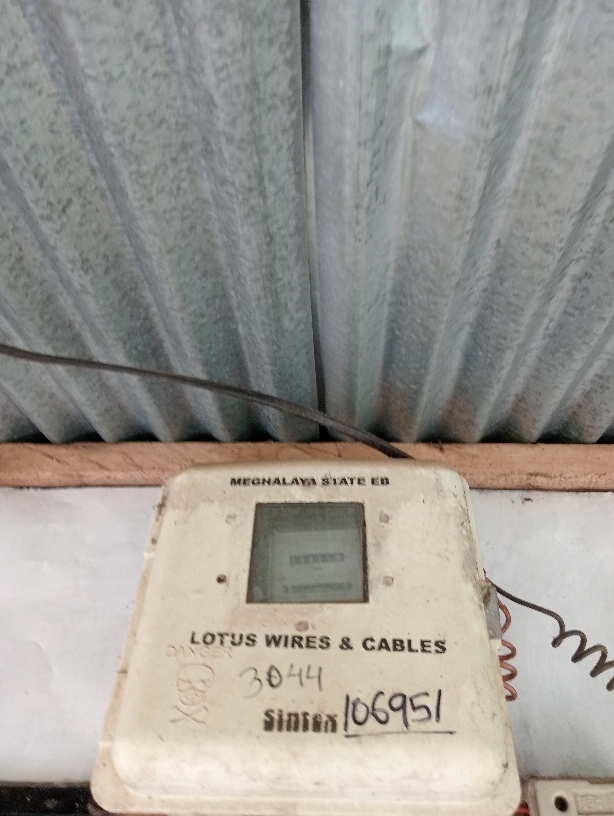 MEGHALAYA STATE EB
LOTUS WIRES & CABLES
DANGER
3044
Sintex 106951